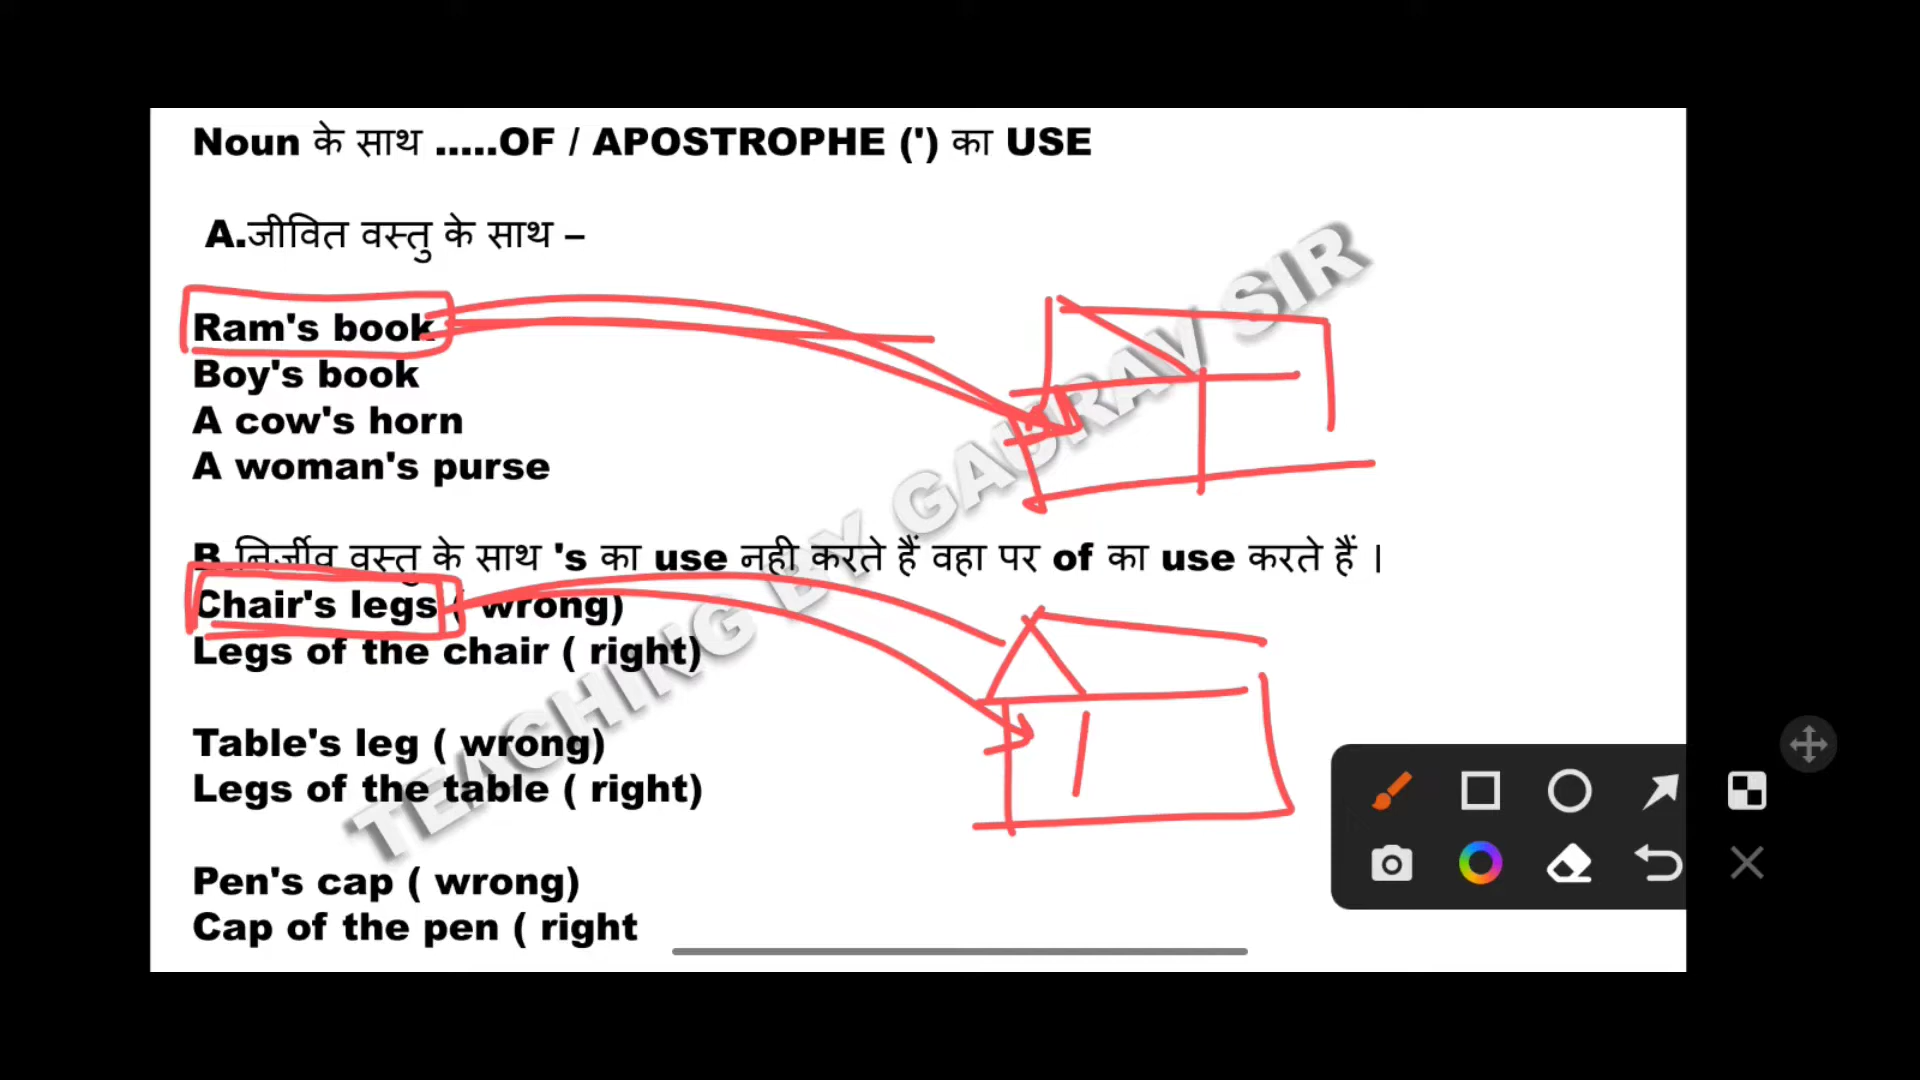 Noun के साथ .....OF / APOSTROPHE (') का USE
A.जीवित वस्तु के साथ –
Ram's book
Boy's book
A cow's horn
A woman's purse
B निर्जीव वस्तु के साथ 's का use नही करते हैं वहा पर of का use करते हैं ।
Chair's legs ( wrong)
Legs of the chair ( right)
Table's leg ( wrong)
Legs of the table ( right)
Pen's cap ( wrong)
Cap of the pen ( right
TEACHING BY GAURAV SIR